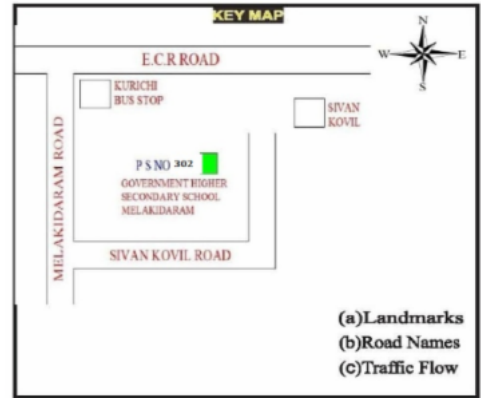 KEY MAP
N
W
E
S
E.C.R ROAD
KURICHI
BUS STOP
SIVAN
KOVIL
MELAKIDARAM ROAD
P S NO 302
GOVERNMENT HIGHER
SECONDARY SCHOOL
MELAKIDARAM
SIVAN KOVIL ROAD
(a)Landmarks
(b)Road Names
(c)Traffic Flow